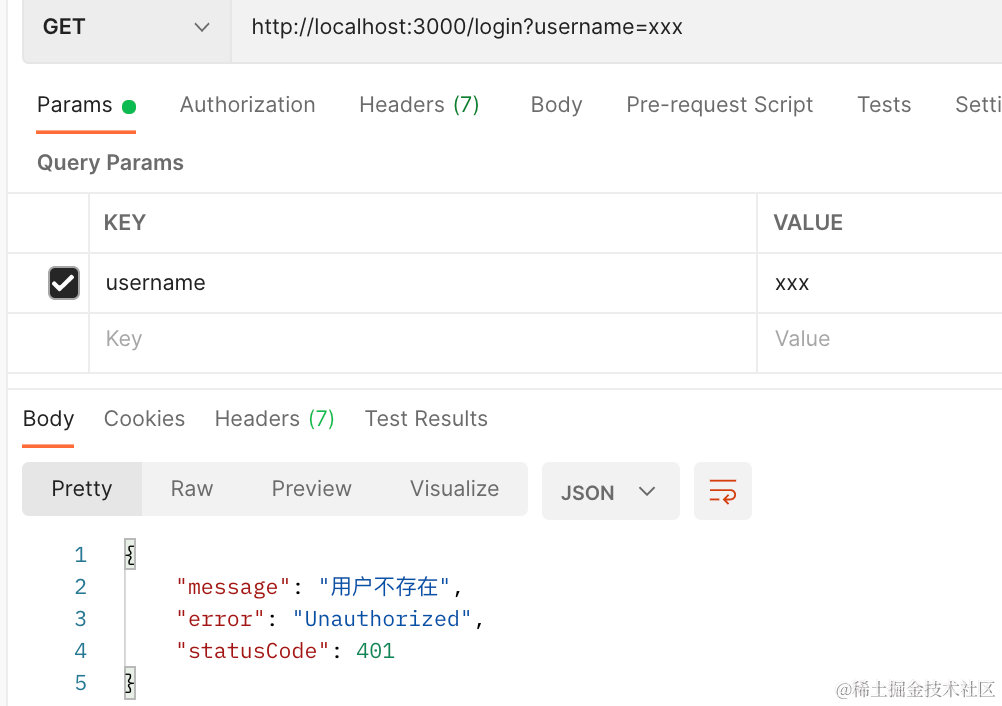 GET http://localhost:3000/login?username=xxx
Params Authorization Headers (7) Body Pre-request Script Tests Setti
Query Params
KEY VALUE
username xxx
Key Value
Body Cookies Headers (7) Test Results
Pretty Raw Preview Visualize JSON
1 {
2 "message": "用户不存在",
3 "error": "Unauthorized",
4 "statusCode": 401
5 }
@稀土掘金技术社区